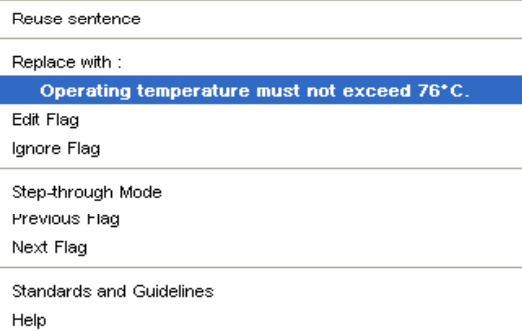 Reuse sentence
Replace with :
Operating temperature must not exceed 76°C.
Edit Flag
Ignore Flag
Step-through Mode
Previous Flag
Next Flag
Standards and Guidelines
Help